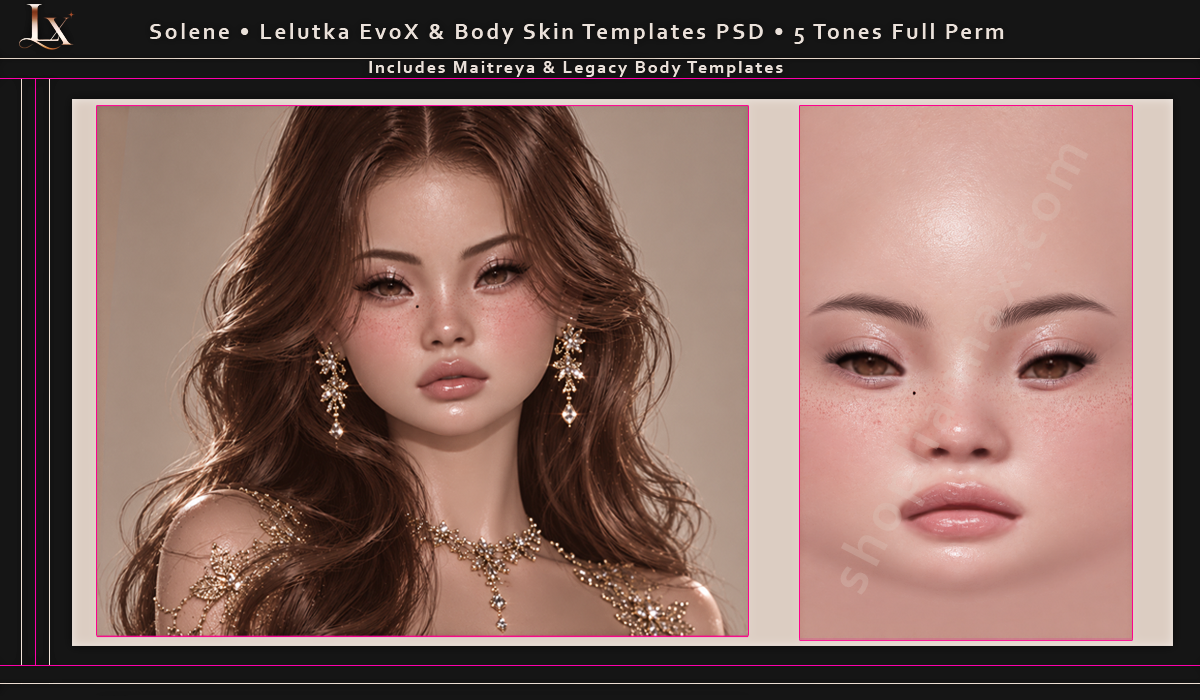 Lx
Solene • Lelutka EvoX & Body Skin Templates PSD • 5 Tones Full Perm
Includes Maitreya & Legacy Body Templates